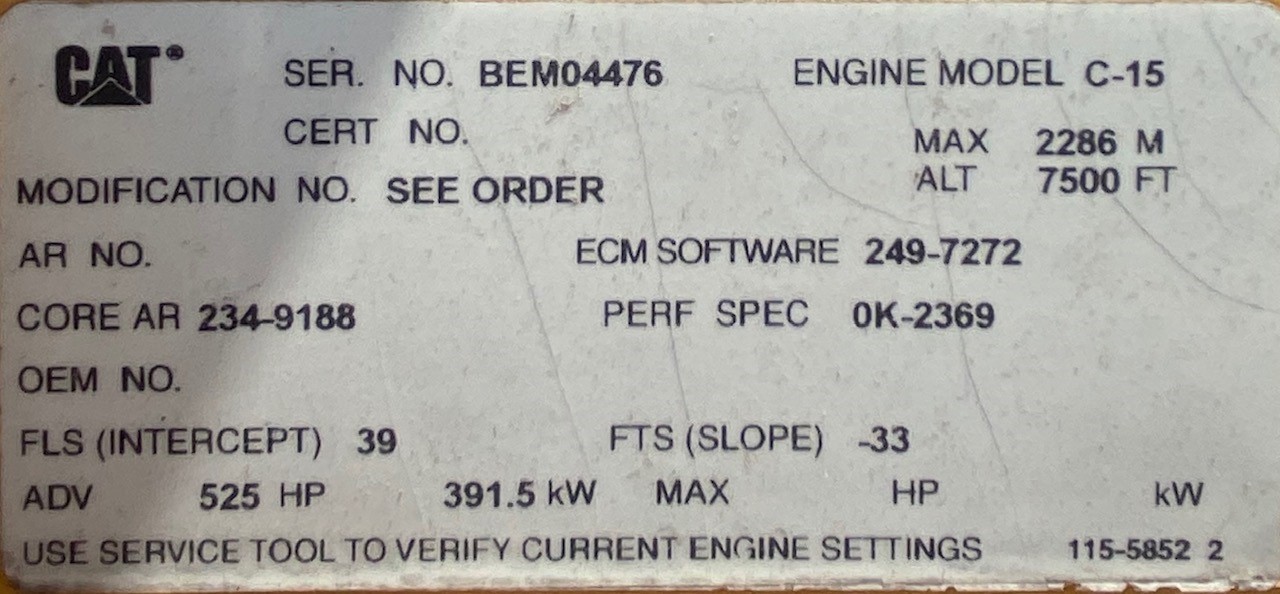 CAT® SER. NO. BEM04476 ENGINE MODEL C-15
CERT NO. MAX 2286 M
ALT 7500 FT
MODIFICATION NO. SEE ORDER
AR NO. ECM SOFTWARE 249-7272
CORE AR 234-9188 PERF SPEC 0K-2369
OEM NO.
FLS (INTERCEPT) 39 FTS (SLOPE) -33
ADV 525 HP 391.5 kW MAX HP kW
USE SERVICE TOOL TO VERIFY CURRENT ENGINE SETTINGS 115-5852 2